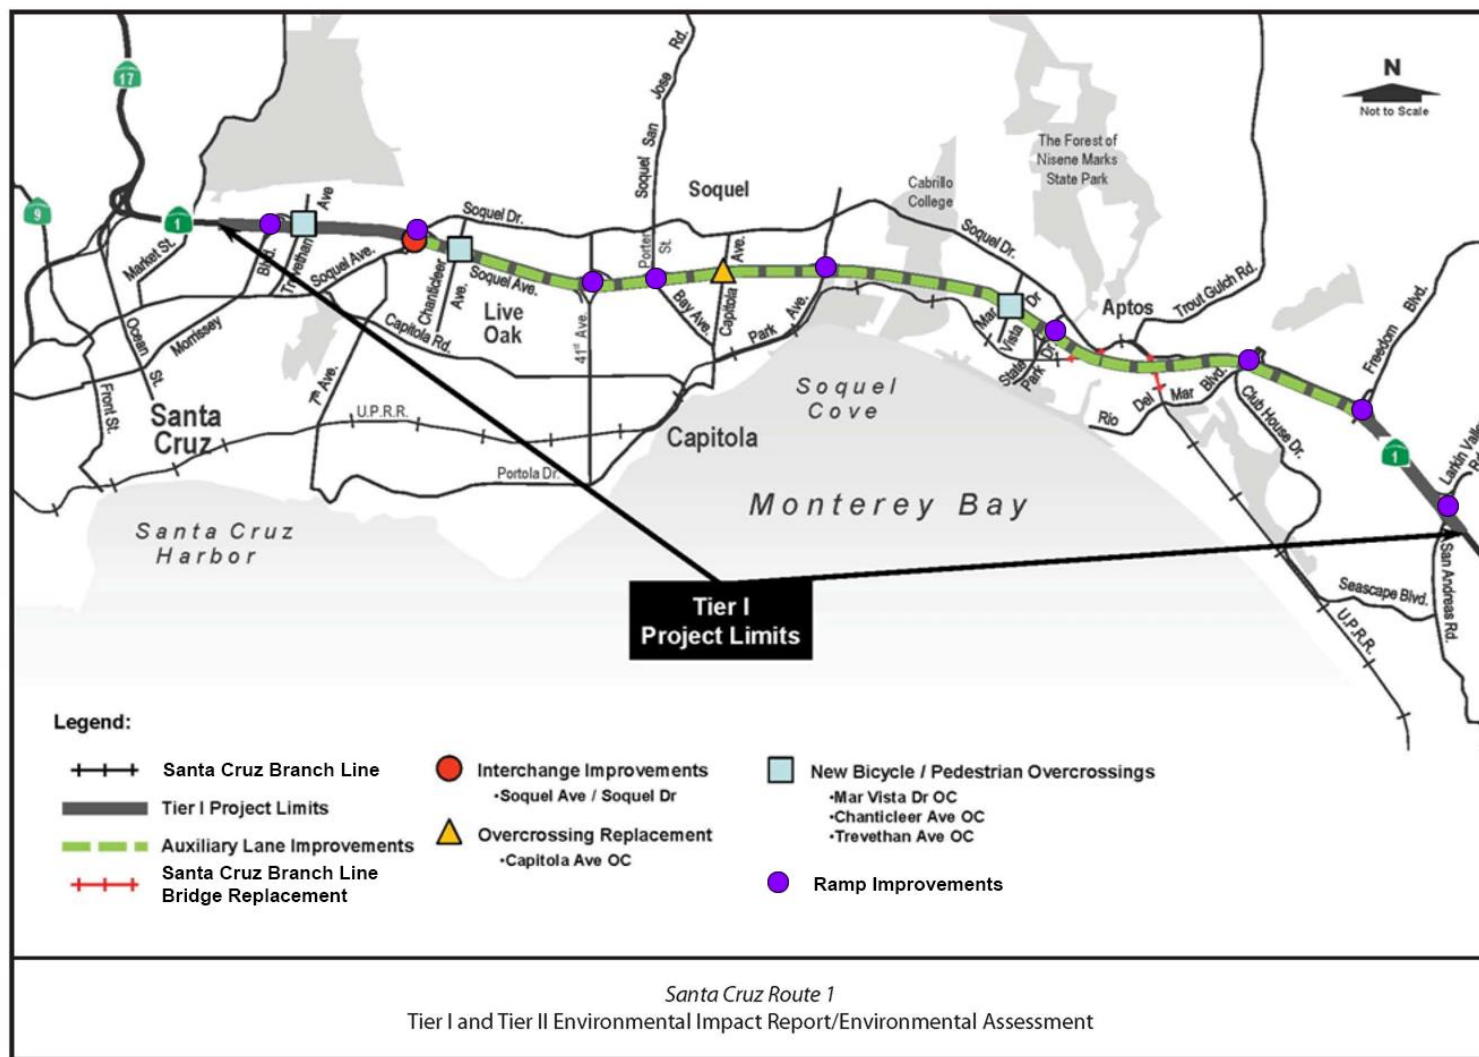 17
N
Not to Scale
Soquel San Jose Rd.
The Forest of
Nisene Marks
State Park
Soquel
Cabrillo
College
9
1
Ave
Trevethan
Market St.
Blvd.
Morrissey
Soquel Ave.
Soquel Dr.
Chanticleer
Ave.
Soquel Ave.
Live
Oak
Porter
St.
Bay Ave.
Capitola
Ave.
Park Ave.
Soquel Dr.
Mar
Vista
Dr
State
Park Dr.
Aptos
Trout Gulch Rd.
Freedom Blvd.
Ocean
St.
Front St.
7th Ave.
Capitola Rd.
41st Ave.
Santa
Cruz
U.P.R.R.
Capitola
Portola Dr.
Soquel
Cove
Rio Del Mar Blvd.
Club House Dr.
1
Larkin Valle
Rd
Monterey Bay
Santa Cruz
Harbor
San Andreas Rd.
Seascape Blvd.
U.P.R.R.
Tier I
Project Limits
Legend:
Santa Cruz Branch Line
Tier I Project Limits
Auxiliary Lane Improvements
Santa Cruz Branch Line
Bridge Replacement
Interchange Improvements
•Soquel Ave / Soquel Dr
Overcrossing Replacement
•Capitola Ave OC
New Bicycle / Pedestrian Overcrossings
•Mar Vista Dr OC
•Chanticleer Ave OC
•Trevethan Ave OC
Ramp Improvements
Santa Cruz Route 1
Tier I and Tier II Environmental Impact Report/Environmental Assessment